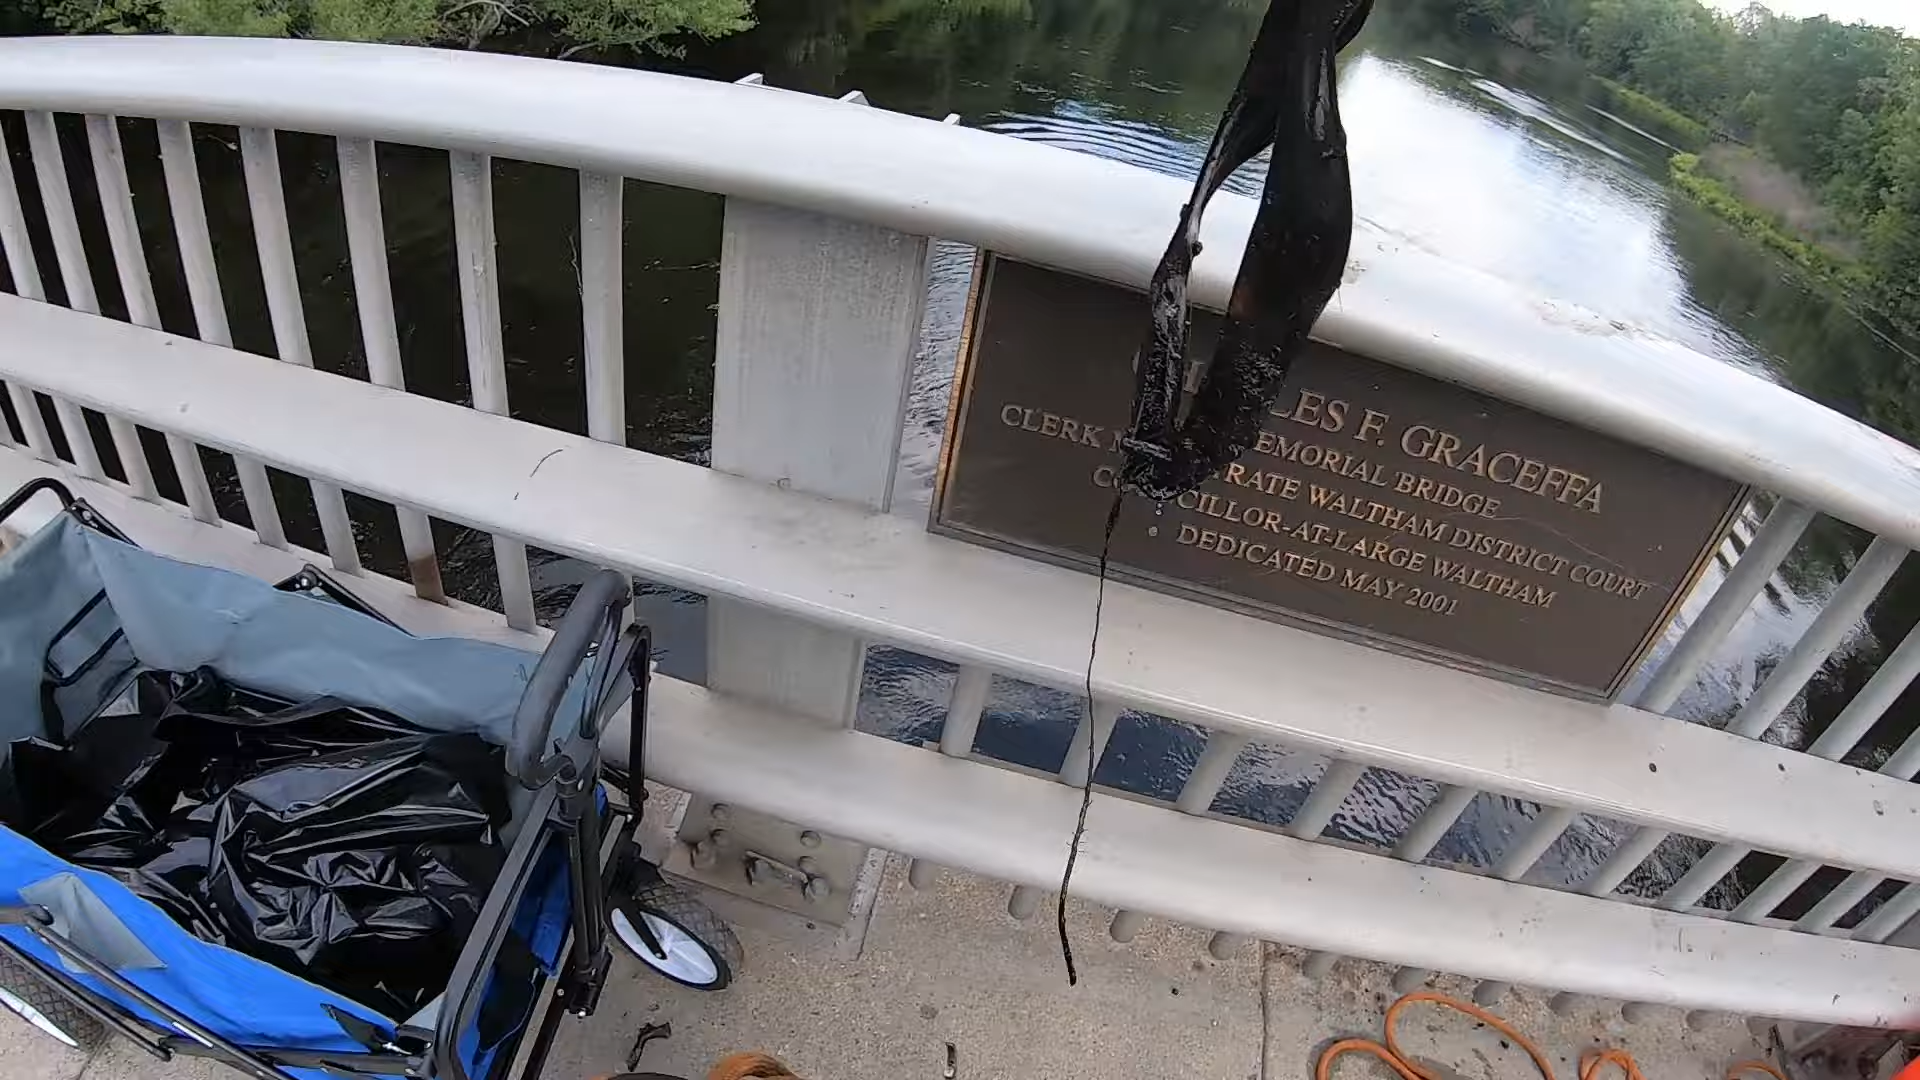 LES F. GRACEFFA
EMORIAL BRIDGE
CLERK RATE WALTHAM DISTRICT COURT
CILLOR-AT-LARGE WALTHAM
DEDICATED MAY 2001